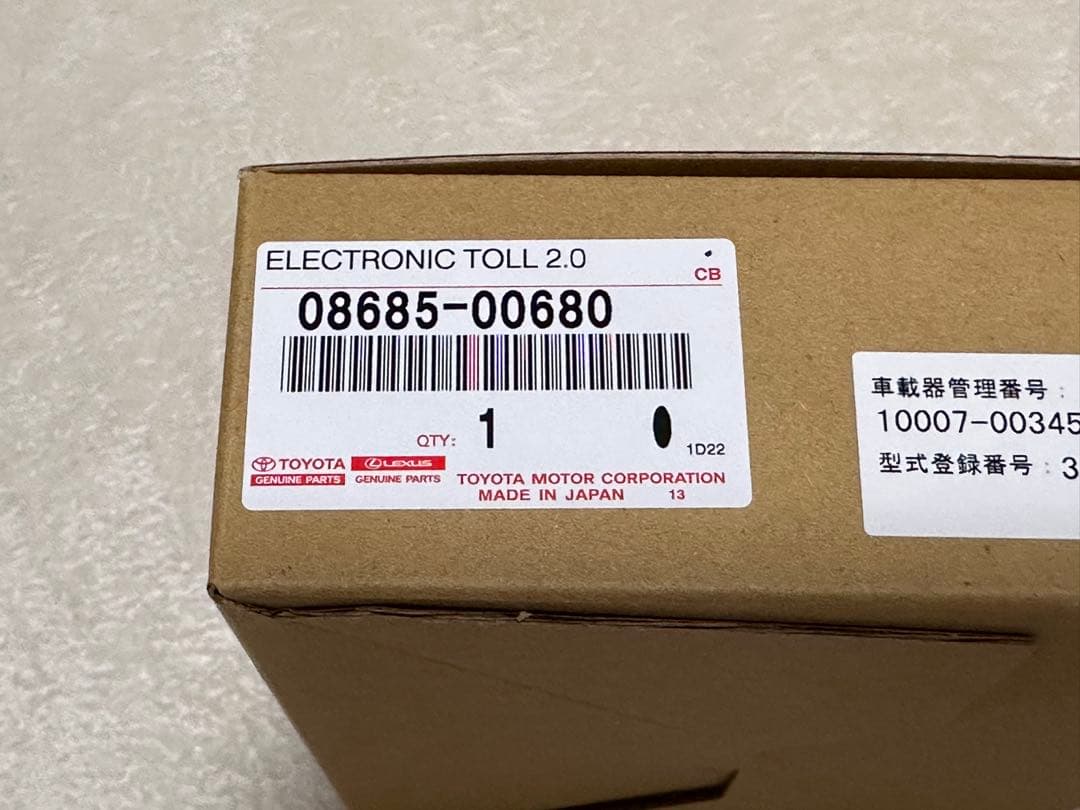 ELECTRONIC TOLL 2.0
CB
08685-00680
QTY: 1
1D22
TOYOTA
GENUINE PARTS
LEXUS
GENUINE PARTS
TOYOTA MOTOR CORPORATION
MADE IN JAPAN 13
車載器管理番号：
10007-00345
型式登録番号：3